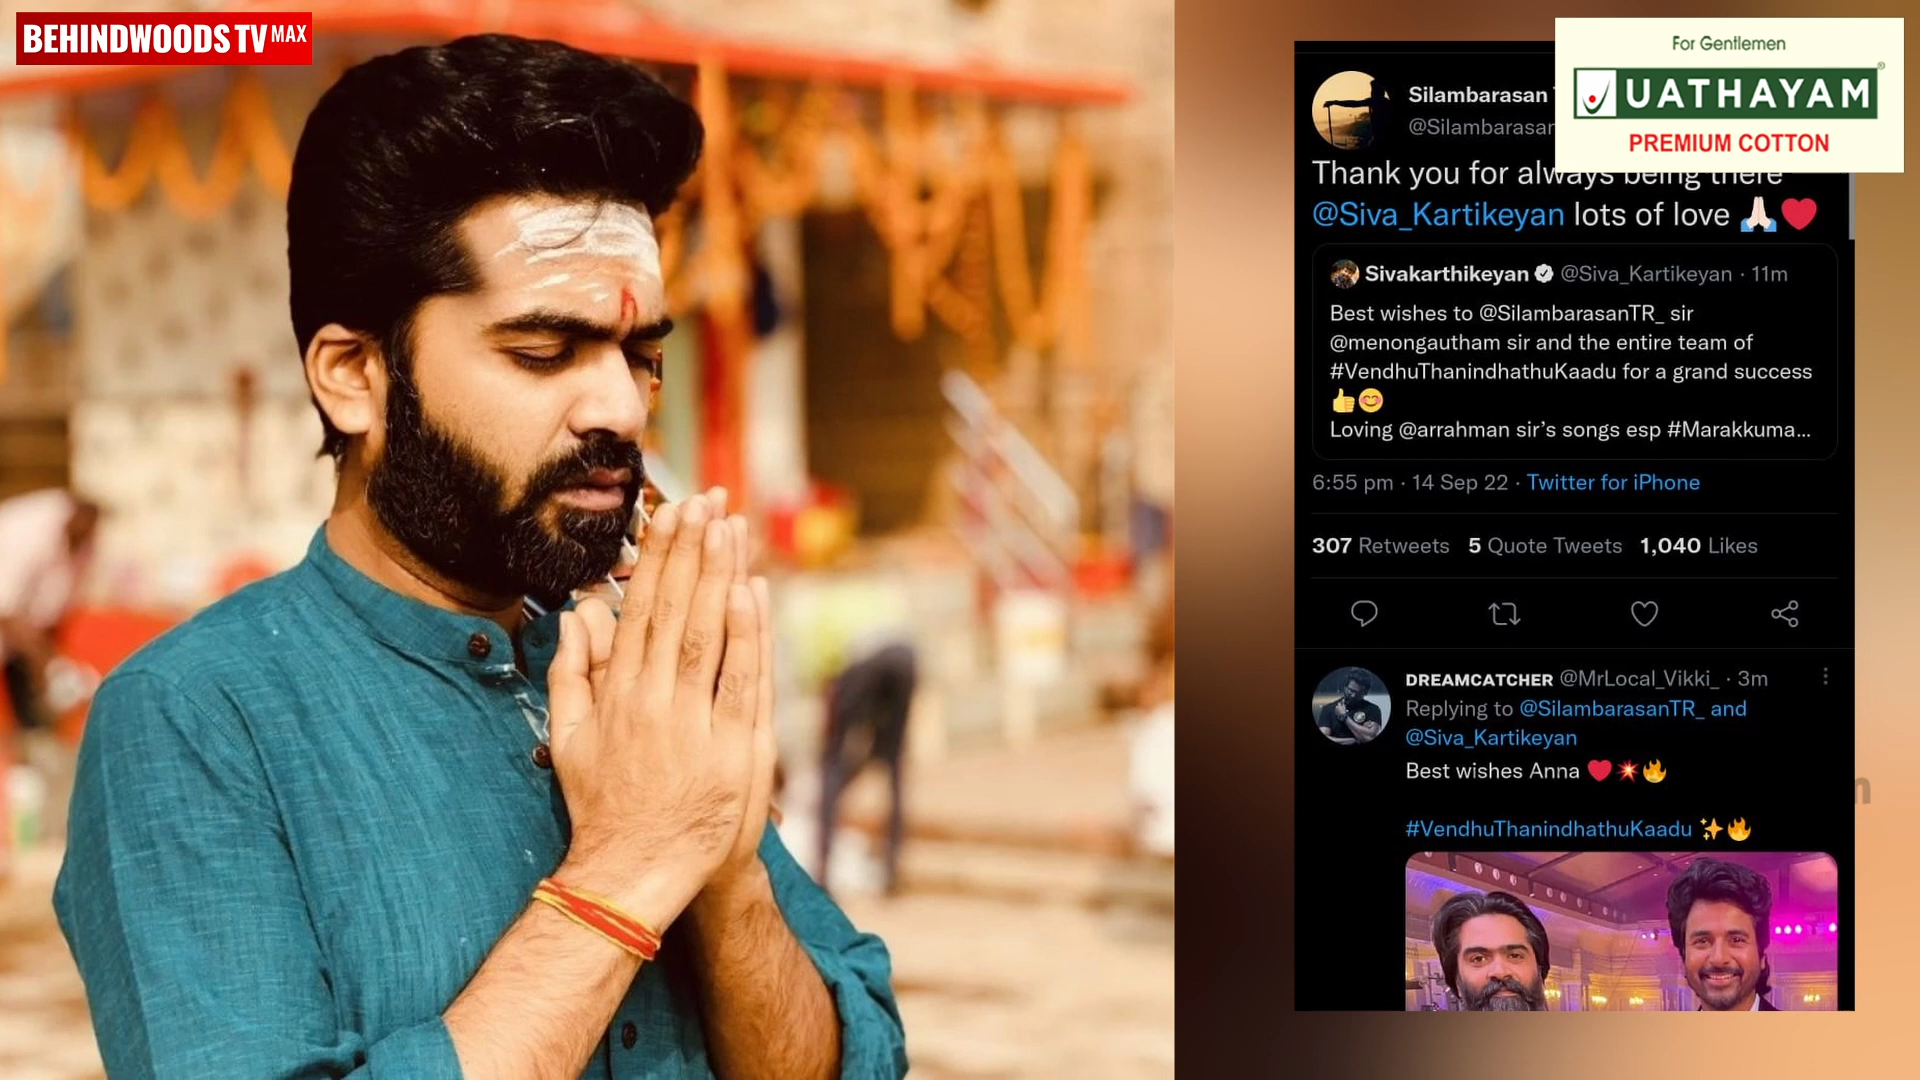 BEHINDWOODS TV MAX
For Gentlemen
UATHAYAM®
PREMIUM COTTON
Silambarasan
@Silambarasan
Thank you for always being there
@Siva_Kartikeyan lots of love 🙏🏻❤️
Sivakarthikeyan @Siva_Kartikeyan · 11m
Best wishes to @SilambarasanTR_ sir
@menongautham sir and the entire team of
#VendhuThanindhathuKaadu for a grand success
👍😊
Loving @arrahman sir’s songs esp #Marakkuma...
6:55 pm · 14 Sep 22 · Twitter for iPhone
307 Retweets 5 Quote Tweets 1,040 Likes
DREAMCATCHER @MrLocal_Vikki_ · 3m
Replying to @SilambarasanTR_ and
@Siva_Kartikeyan
Best wishes Anna ❤️💥🔥
#VendhuThanindhathuKaadu ✨🔥